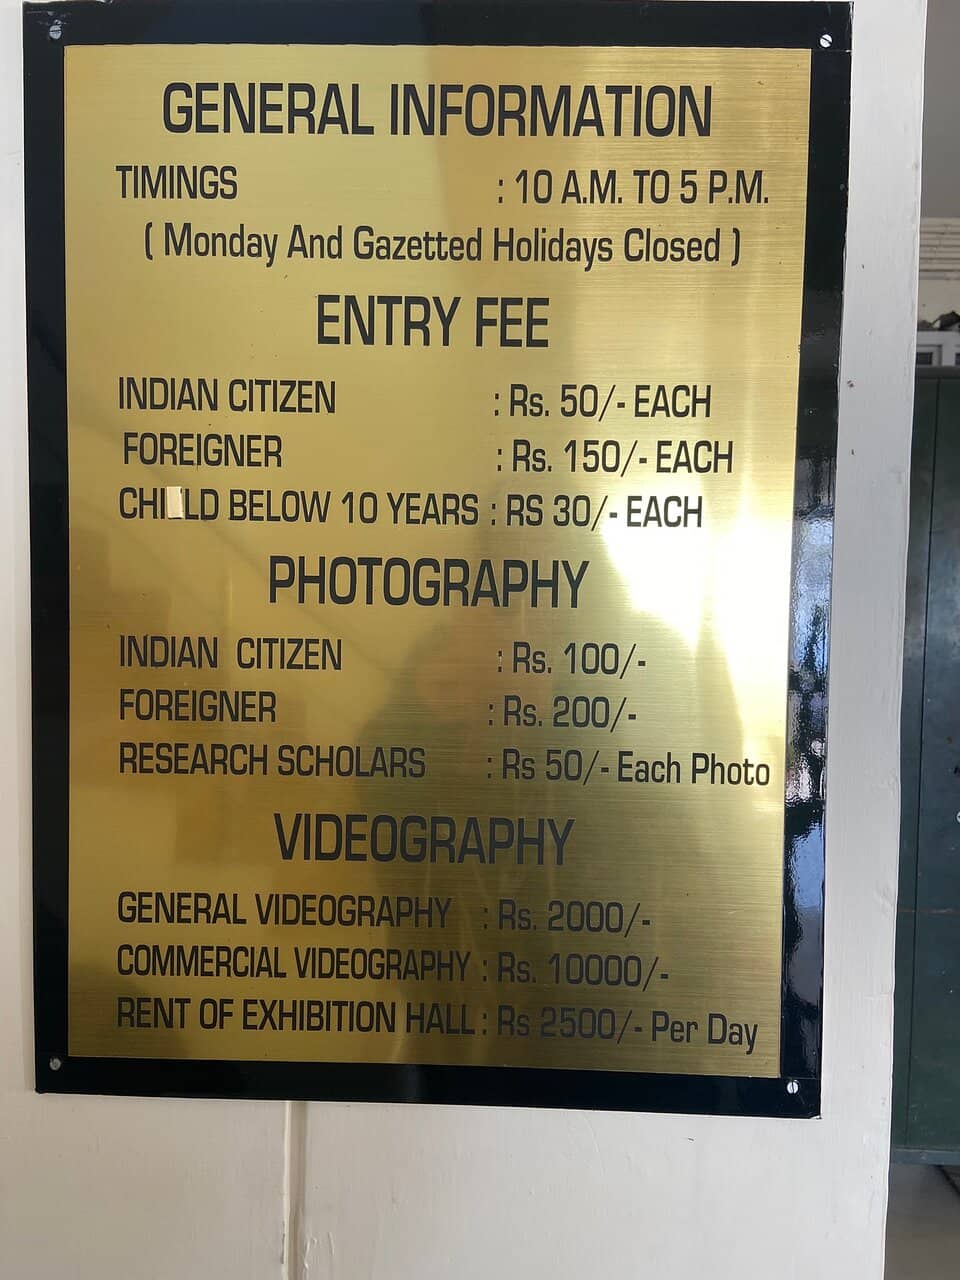 GENERAL INFORMATION
TIMINGS : 10 A.M. TO 5 P.M.
( Monday And Gazetted Holidays Closed )
ENTRY FEE
INDIAN CITIZEN : Rs. 50/- EACH
FOREIGNER : Rs. 150/- EACH
CHILD BELOW 10 YEARS : RS 30/- EACH
PHOTOGRAPHY
INDIAN CITIZEN : Rs. 100/-
FOREIGNER : Rs. 200/-
RESEARCH SCHOLARS : Rs 50/- Each Photo
VIDEOGRAPHY
GENERAL VIDEOGRAPHY : Rs. 2000/-
COMMERCIAL VIDEOGRAPHY : Rs. 10000/-
RENT OF EXHIBITION HALL : Rs 2500/- Per Day